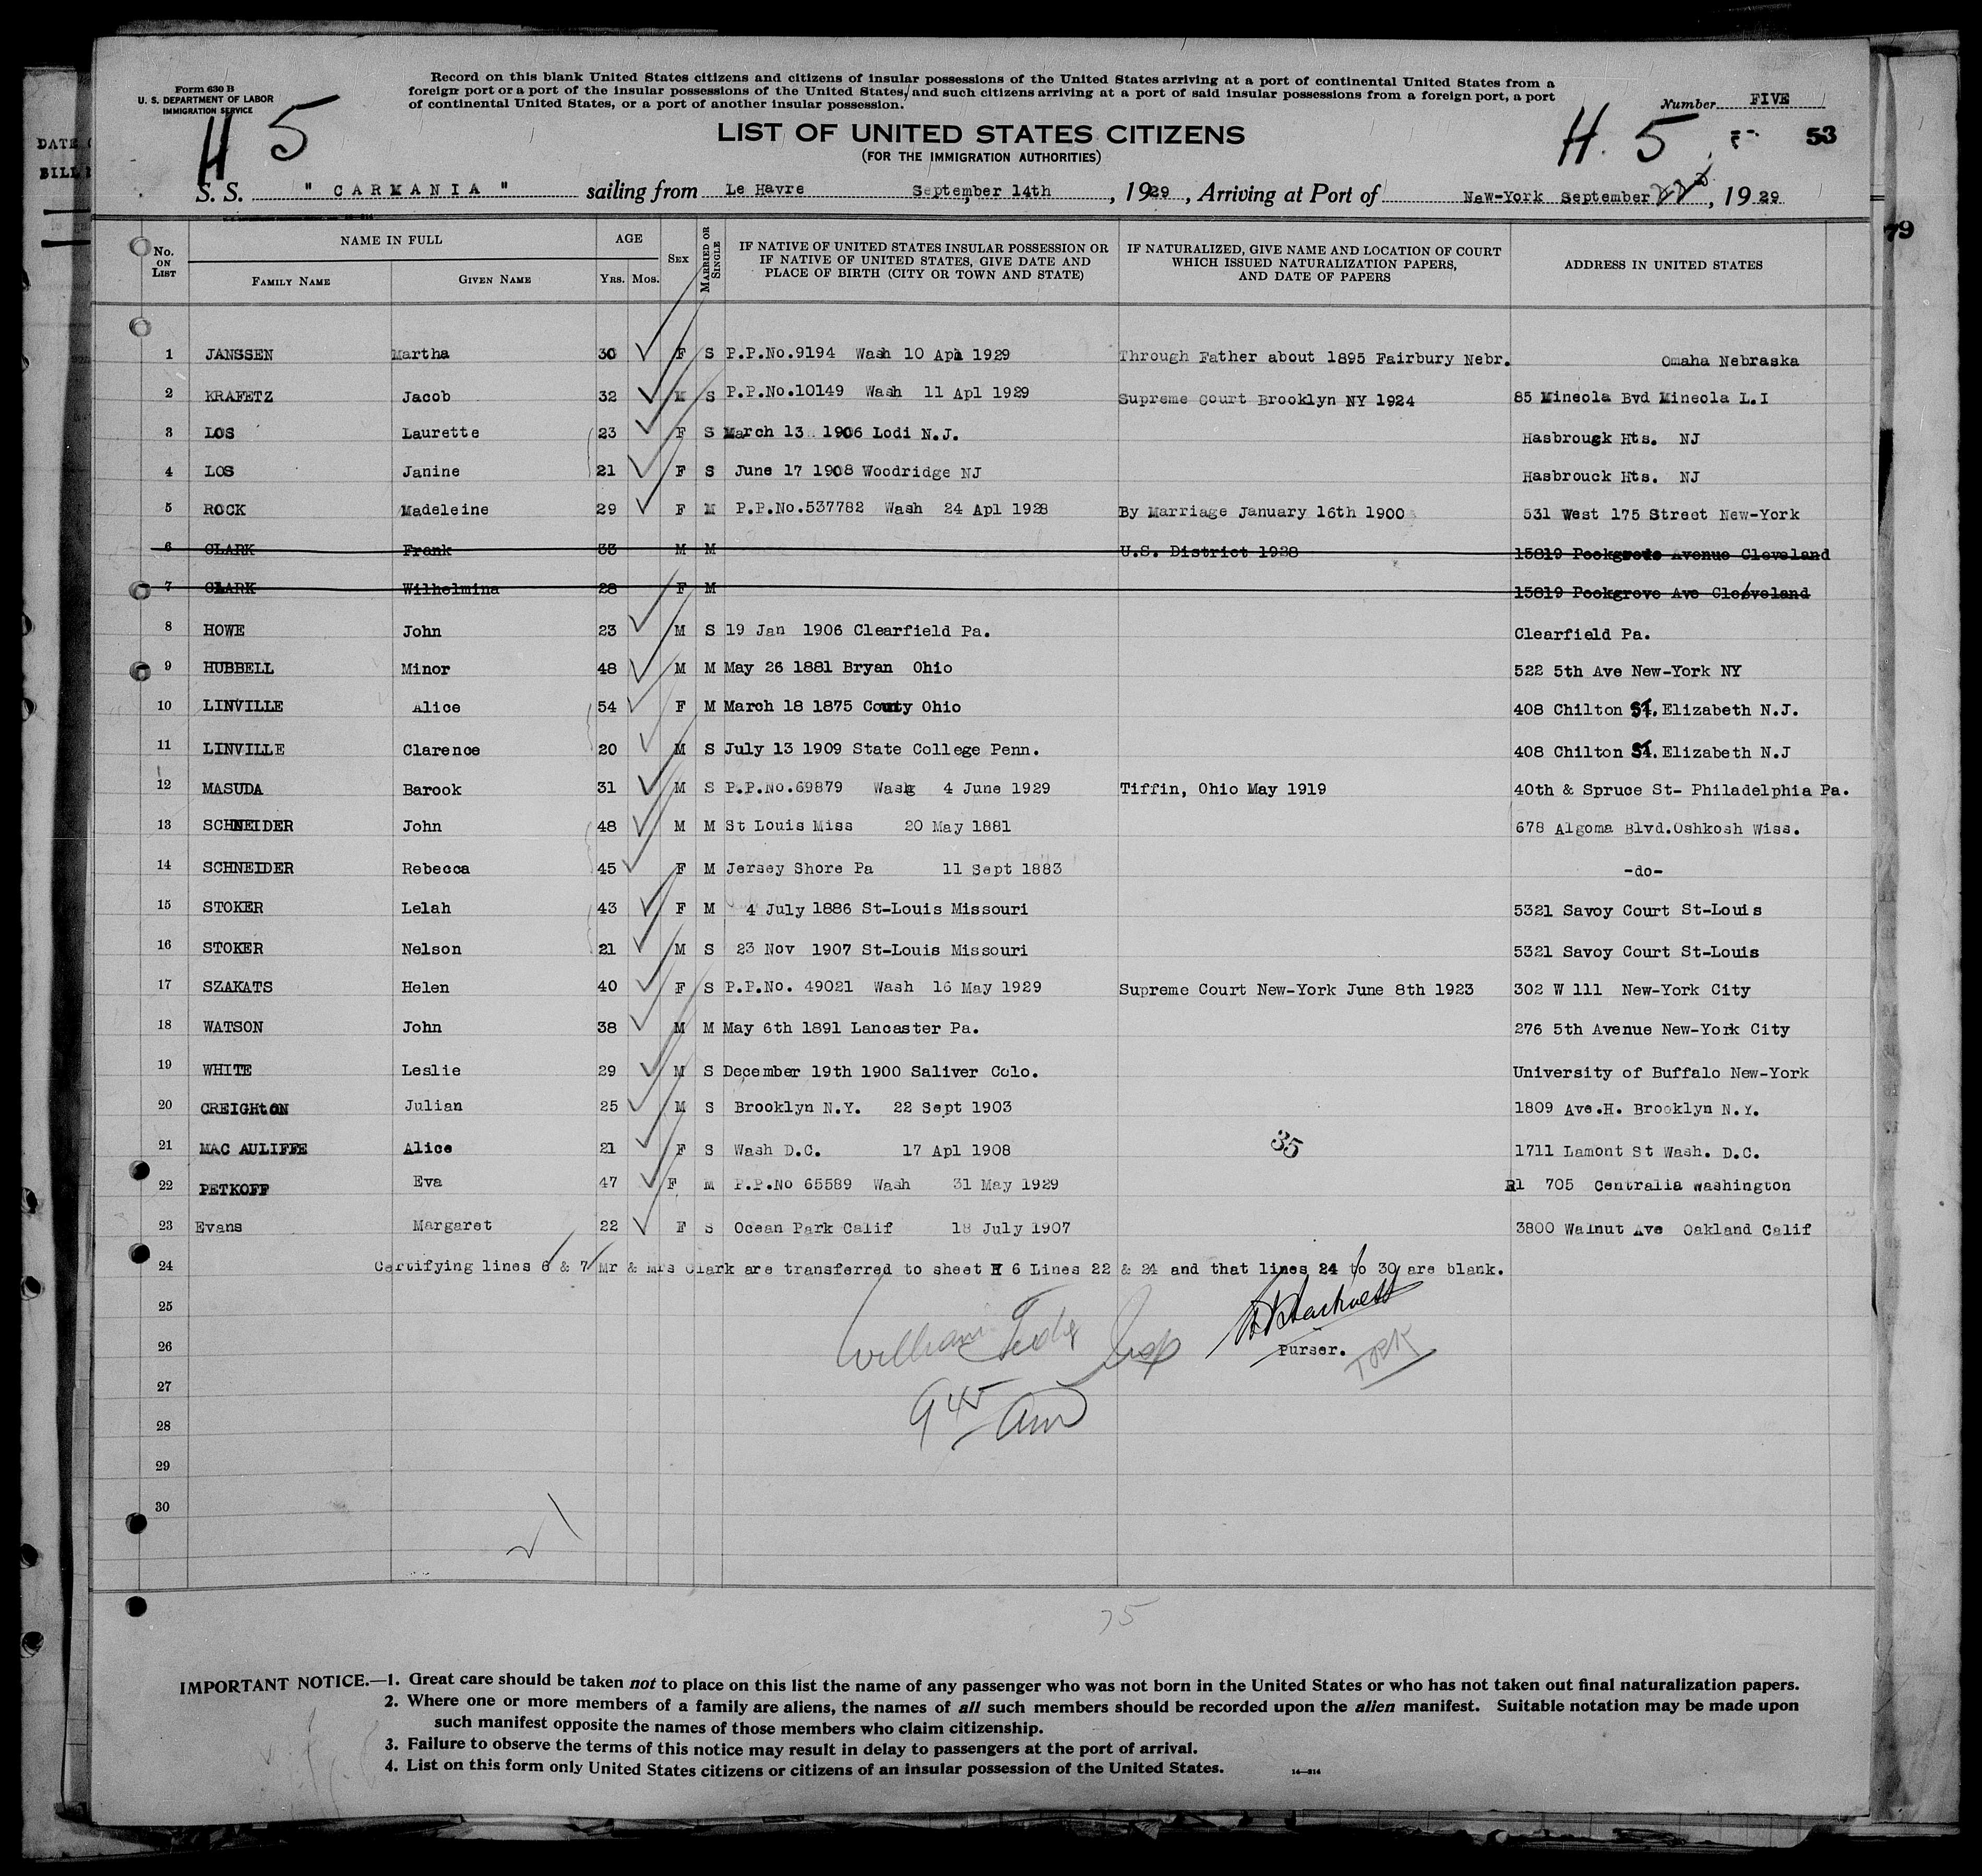 Form 630 B
U. S. DEPARTMENT OF LABOR
IMMIGRATION SERVICE
Record on this blank United States citizens and citizens of insular possessions of the United States arriving at a port of continental United States from a
foreign port or a port of the insular possessions of the United States, and such citizens arriving at a port of said insular possessions from a foreign port, a port
of continental United States, or a port of another insular possession.
Number FIVE
H 5
H. 5
53
LIST OF UNITED STATES CITIZENS
(FOR THE IMMIGRATION AUTHORITIES)
DATE
BILL
79
S. S. " CARMANIA " sailing from Le Havre September 14th, 1929, Arriving at Port of New-York September 1929
No. ON LIST NAME IN FULL AGE SEX MARRIED OR SINGLE IF NATIVE OF UNITED STATES INSULAR POSSESSION OR IF NATIVE OF UNITED STATES, GIVE DATE AND PLACE OF BIRTH (CITY OR TOWN AND STATE) IF NATURALIZED, GIVE NAME AND LOCATION OF COURT WHICH ISSUED NATURALIZATION PAPERS, AND DATE OF PAPERS ADDRESS IN UNITED STATES
FAMILY NAME GIVEN NAME YRS. MOS.
1 JANSSEN Martha 30 F S P.P.No.9194 Wash 10 Apl 1929 Through Father about 1895 Fairbury Nebr. Omaha Nebraska
2 KRAFETZ Jacob 32 M S P.P.No.10149 Wash 11 Apl 1929 Supreme Court Brooklyn NY 1924 85 Mineola Bvd Mineola L.I
3 LOS Laurette 23 F S March 13 1906 Lodi N.J. Hasbrougk Hts. NJ
4 LOS Janine 21 F S June 17 1908 Woodridge NJ Hasbrouck Hts. NJ
5 ROCK Madeleine 29 F M P.P.No.537782 Wash 24 Apl 1928 By Marriage January 16th 1900 531 West 175 Street New-York
6 CLARK Frank 33 M M U.S. District 1928 15819 Pookgrove Avenue Cleveland
7 CLARK Wilhelmina 28 F M 15819 Pookgrove Ave Cleveland
8 HOWE John 23 M S 19 Jan 1906 Clearfield Pa. Clearfield Pa.
9 HUBBELL Minor 48 M M May 26 1881 Bryan Ohio 522 5th Ave New-York NY
10 LINVILLE Alice 54 F M March 18 1875 County Ohio 408 Chilton St. Elizabeth N.J.
11 LINVILLE Clarence 20 M S July 13 1909 State College Penn. 408 Chilton St. Elizabeth N.J
12 MASUDA Barook 31 M S P.P.No.69879 Wash 4 June 1929 Tiffin, Ohio May 1919 40th & Spruce St- Philadelphia Pa.
13 SCHNEIDER John 48 M M St Louis Miss 20 May 1881 678 Algoma Blvd.Oshkosh Wiss.
14 SCHNEIDER Rebecca 45 F M Jersey Shore Pa 11 Sept 1883 -do-
15 STOKER Lelah 43 F M 4 July 1886 St-Louis Missouri 5321 Savoy Court St-Louis
16 STOKER Nelson 21 M S 23 Nov 1907 St-Louis Missouri 5321 Savoy Court St-Louis
17 SZAKATS Helen 40 F S P.P.No. 49021 Wash 16 May 1929 Supreme Court New-York June 8th 1923 302 W 111 New-York City
18 WATSON John 38 M M May 6th 1891 Lancaster Pa. 276 5th Avenue New-York City
19 WHITE Leslie 29 M S December 19th 1900 Saliver Colo. University of Buffalo New-York
20 CREIGHtON Julian 25 M S Brooklyn N.Y. 22 Sept 1903 1809 Ave.H. Brooklyn N.Y.
21 MAC AULIFFE Alice 21 F S Wash D.C. 17 Apl 1908 35 1711 Lamont St Wash. D.C.
22 PETKOFF Eva 47 F M P.P.No 65589 Wash 31 May 1929 R1 705 Centralia Washington
23 Evans Margaret 22 F S Ocean Park Calif 18 July 1907 3800 Walnut Ave Oakland Calif
24 Certifying lines 6 & 7 Mr & Mrs Clark are transferred to sheet H 6 Lines 22 & 24 and that lines 24 to 30 are blank.
25
26 William Insp Purser.
27
28 9 45 am
29
30
35
IMPORTANT NOTICE.—1. Great care should be taken not to place on this list the name of any passenger who was not born in the United States or who has not taken out final naturalization papers.
2. Where one or more members of a family are aliens, the names of all such members should be recorded upon the alien manifest. Suitable notation may be made upon
such manifest opposite the names of those members who claim citizenship.
3. Failure to observe the terms of this notice may result in delay to passengers at the port of arrival.
4. List on this form only United States citizens or citizens of an insular possession of the United States.
14—814